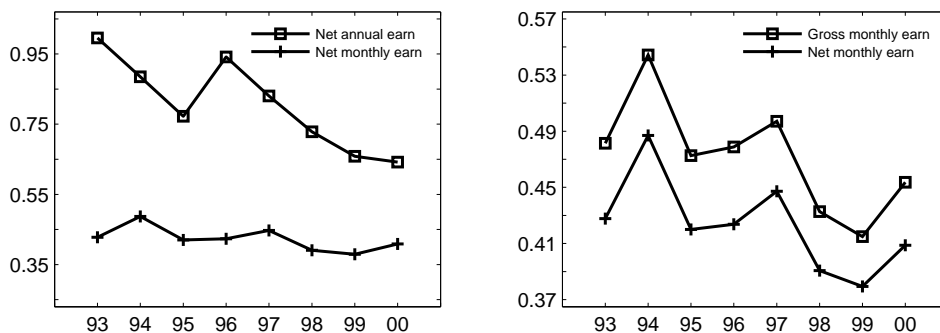 Net annual earn
Net monthly earn
0.95
0.75
0.55
0.35
93 94 95 96 97 98 99 00
Gross monthly earn
Net monthly earn
0.57
0.53
0.49
0.45
0.41
0.37
93 94 95 96 97 98 99 00